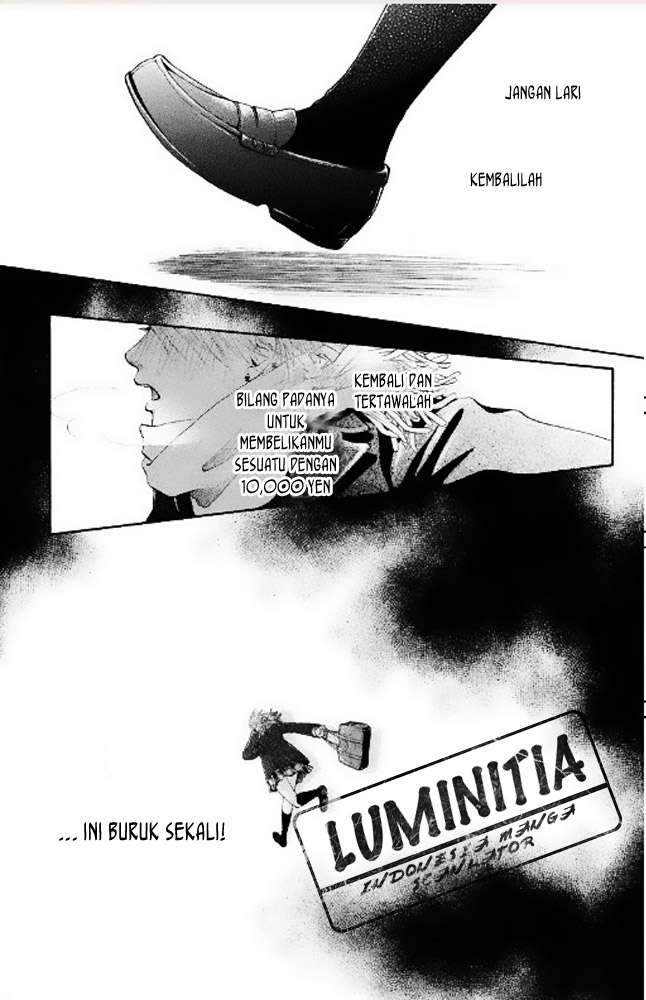 JANGAN LARI
KEMBALILAH
KEMBALI DAN
TERTAWALAH
BILANG PADANYA
UNTUK
MEMBELIKANMU
SESUATU DENGAN
10,000 YEN
... INI BURUK SEKALI!
LUMINITIA
INDONESIA MANGA
SCANLATOR